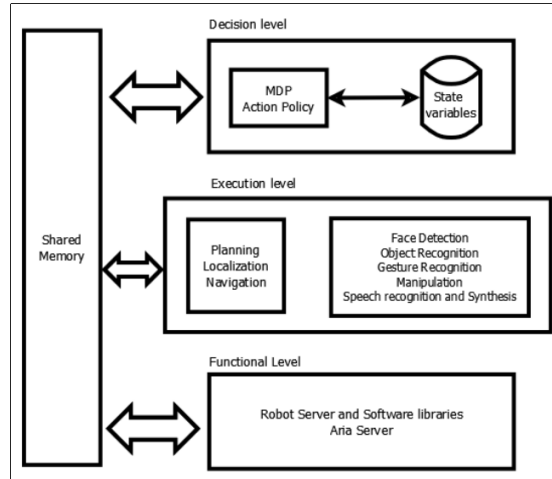 Decision level
MDP
Action Policy
State
variables
Execution level
Shared
Memory
Planning
Localization
Navigation
Face Detection
Object Recognition
Gesture Recognition
Manipulation
Speech recognition and Synthesis
Functional Level
Robot Server and Software libraries
Aria Server